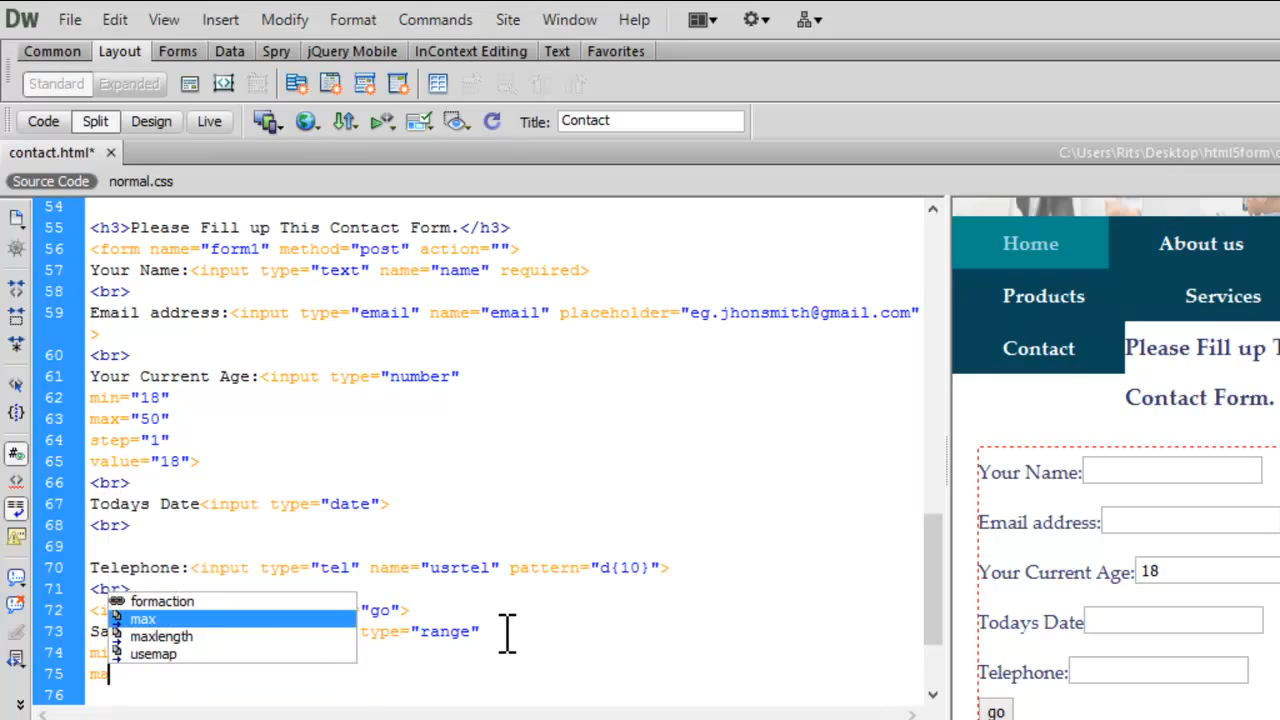 Dw File Edit View Insert Modify Format Commands Site Window Help
Common Layout Forms Data Spry jQuery Mobile InContext Editing Text Favorites
Standard Expanded
Code Split Design Live Title: Contact
contact.html* C:\Users\Rits\Desktop\html5form\
Source Code normal.css
54
55 <h3>Please Fill up This Contact Form.</h3>
56 <form name="form1" method="post" action="">
57 Your Name:<input type="text" name="name" required>
58 <br>
59 Email address:<input type="email" name="email" placeholder="eg.jhonsmith@gmail.com"
>
60 <br>
61 Your Current Age:<input type="number"
62 min="18"
63 max="50"
64 step="1"
65 value="18">
66 <br>
67 Todays Date<input type="date">
68 <br>
69
70 Telephone:<input type="tel" name="usrtel" pattern="d{10}">
71 <br>
72 <i "go">
73 Sa type="range"
74 mi
75 ma
76
formaction
max
maxlength
usemap
Home About us
Products Services
Contact
Please Fill up T
Contact Form.
Your Name:
Email address:
Your Current Age: 18
Todays Date
Telephone:
go